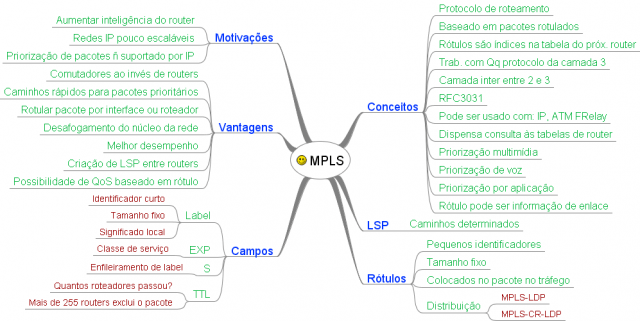 MPLS
Motivações
Aumentar inteligência do router
Redes IP pouco escaláveis
Priorização de pacotes ñ suportado por IP
Vantagens
Comutadores ao invés de routers
Caminhos rápidos para pacotes prioritários
Rotular pacote por interface ou roteador
Desafogamento do núcleo da rede
Melhor desempenho
Criação de LSP entre routers
Possibilidade de QoS baseado em rótulo
Campos
Label
Identificador curto
Tamanho fixo
Significado local
EXP
Classe de serviço
S
Enfileiramento de label
TTL
Quantos roteadores passou?
Mais de 255 routers exclui o pacote
Conceitos
Protocolo de roteamento
Baseado em pacotes rotulados
Rótulos são índices na tabela do próx. router
Trab. com Qq protocolo da camada 3
Camada inter entre 2 e 3
RFC3031
Pode ser usado com: IP, ATM FRelay
Dispensa consulta às tabelas de router
Priorização multimídia
Priorização de voz
Priorização por aplicação
Rótulo pode ser informação de enlace
LSP
Caminhos determinados
Rótulos
Pequenos identificadores
Tamanho fixo
Colocados no pacote no tráfego
Distribuição
MPLS-LDP
MPLS-CR-LDP